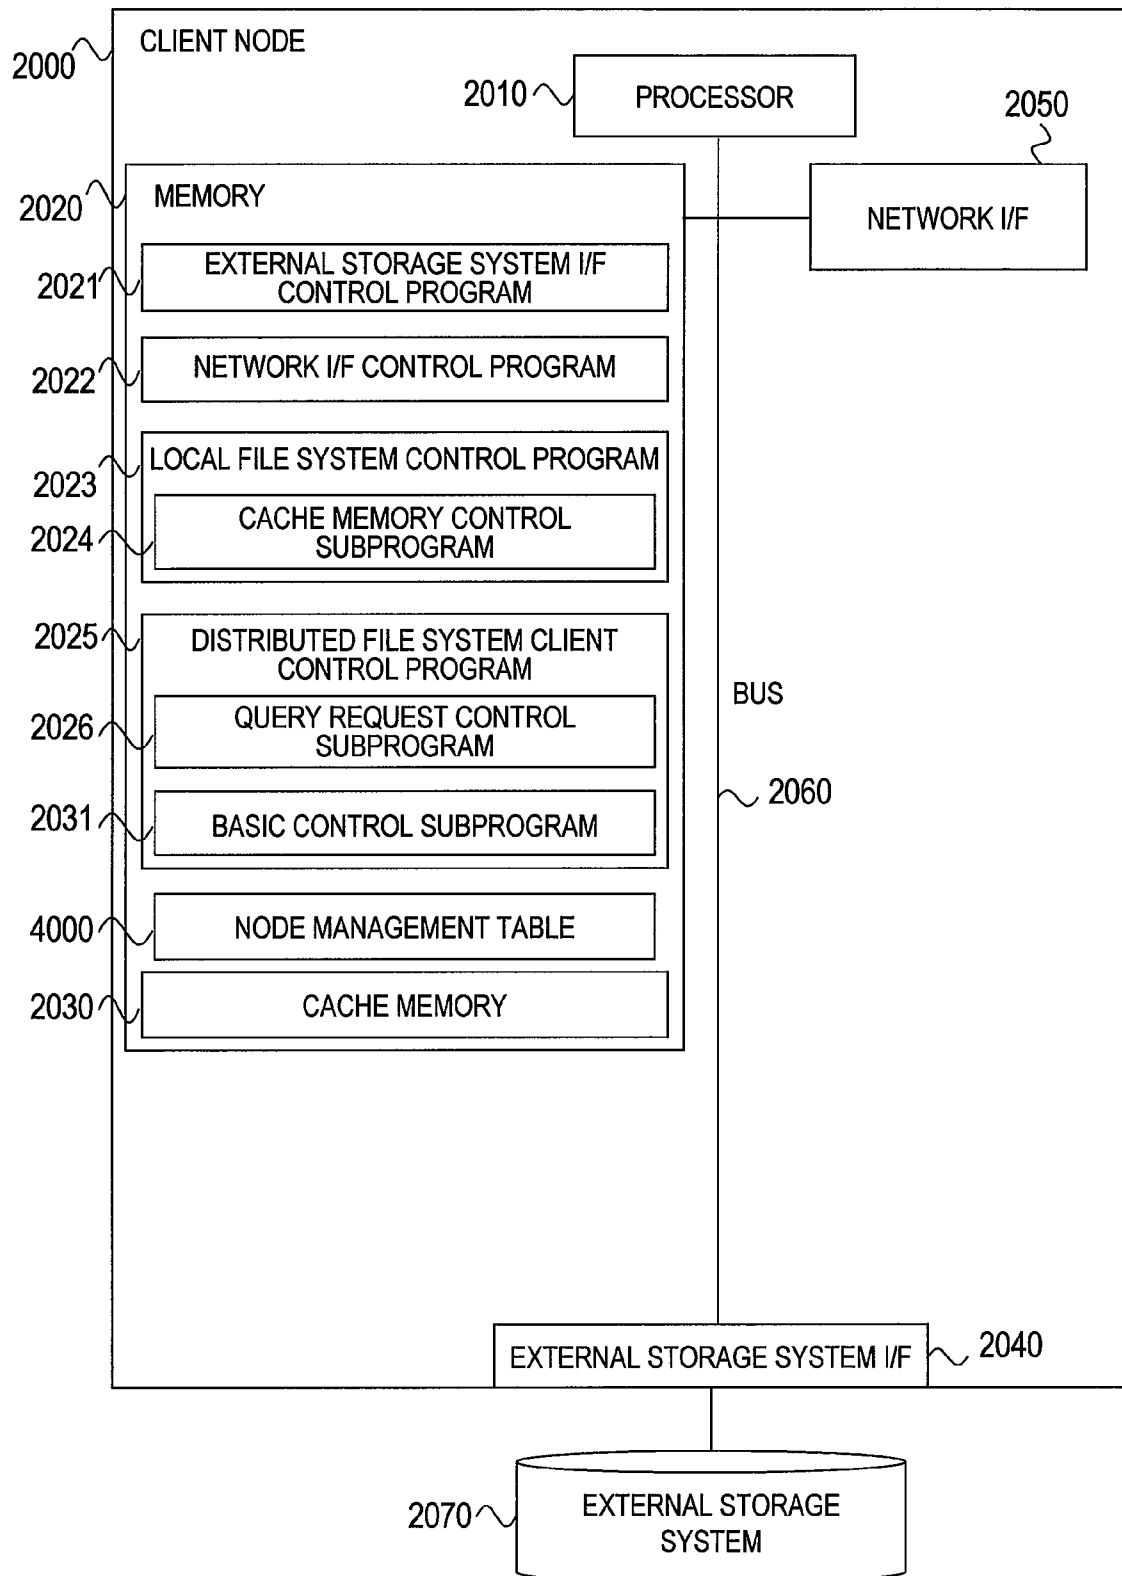 2000
CLIENT NODE
2010
PROCESSOR
2050
NETWORK I/F
2020
MEMORY
2021
EXTERNAL STORAGE SYSTEM I/F
CONTROL PROGRAM
2022
NETWORK I/F CONTROL PROGRAM
2023
LOCAL FILE SYSTEM CONTROL PROGRAM
2024
CACHE MEMORY CONTROL
SUBPROGRAM
2025
DISTRIBUTED FILE SYSTEM CLIENT
CONTROL PROGRAM
2026
QUERY REQUEST CONTROL
SUBPROGRAM
BUS
2060
2031
BASIC CONTROL SUBPROGRAM
4000
NODE MANAGEMENT TABLE
2030
CACHE MEMORY
EXTERNAL STORAGE SYSTEM I/F
2040
2070
EXTERNAL STORAGE
SYSTEM